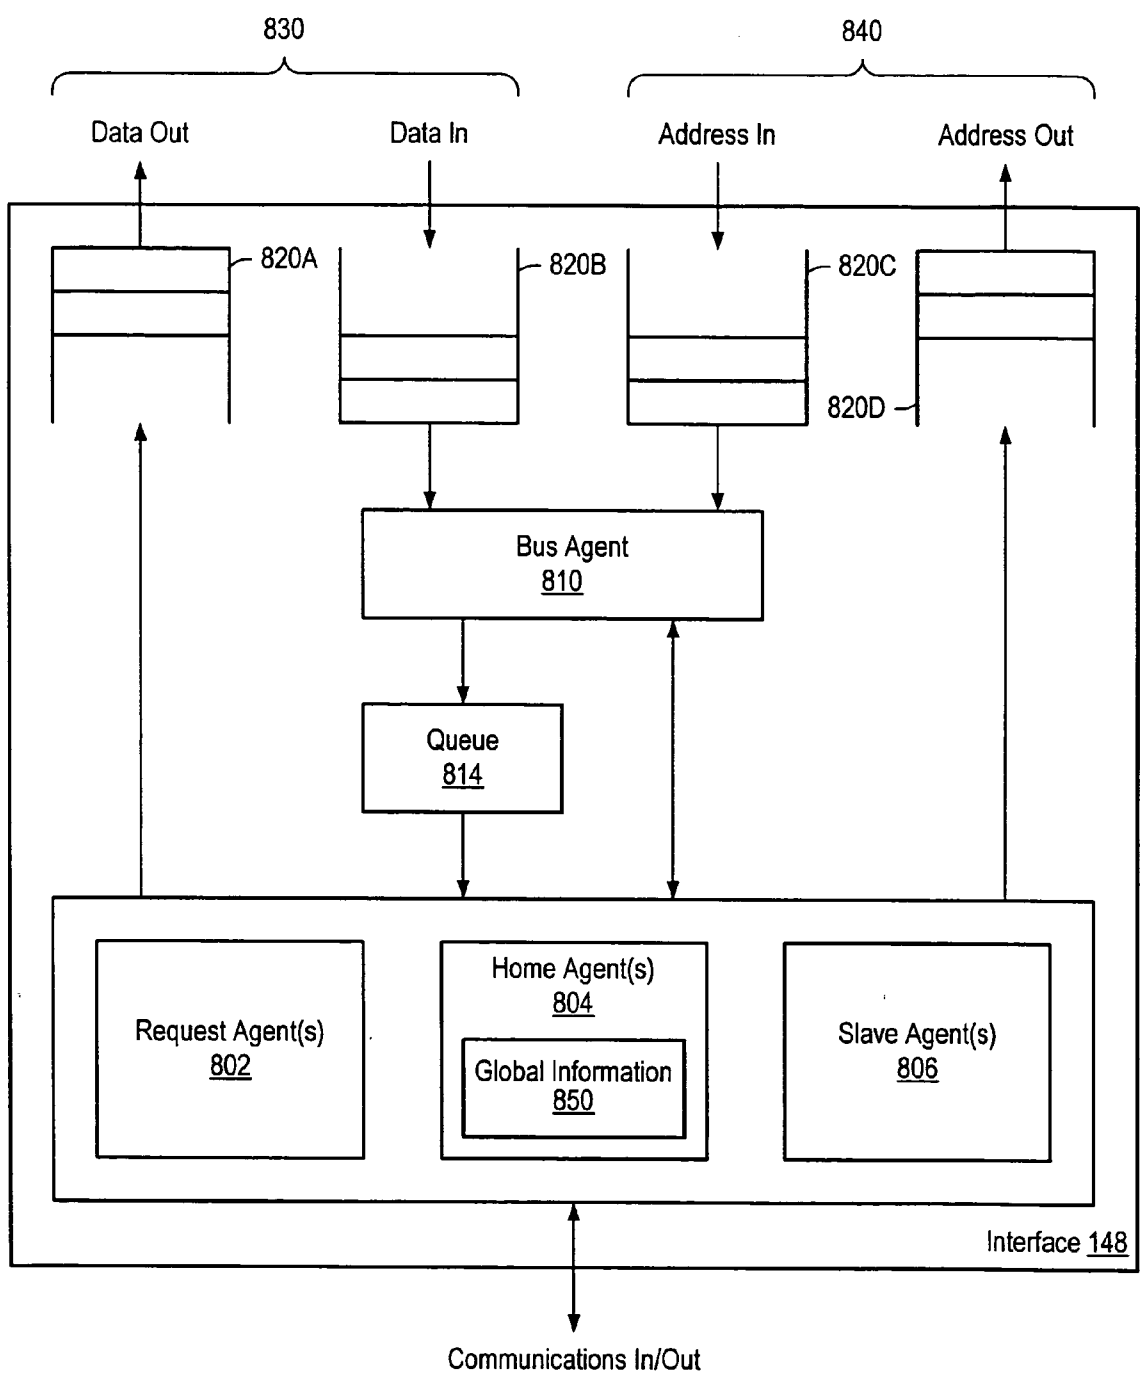 830
840
Data Out
Data In
Address In
Address Out
820A
820B
820C
820D
Bus Agent
810
Queue
814
Request Agent(s)
802
Home Agent(s)
804
Global Information
850
Slave Agent(s)
806
Interface 148
Communications In/Out